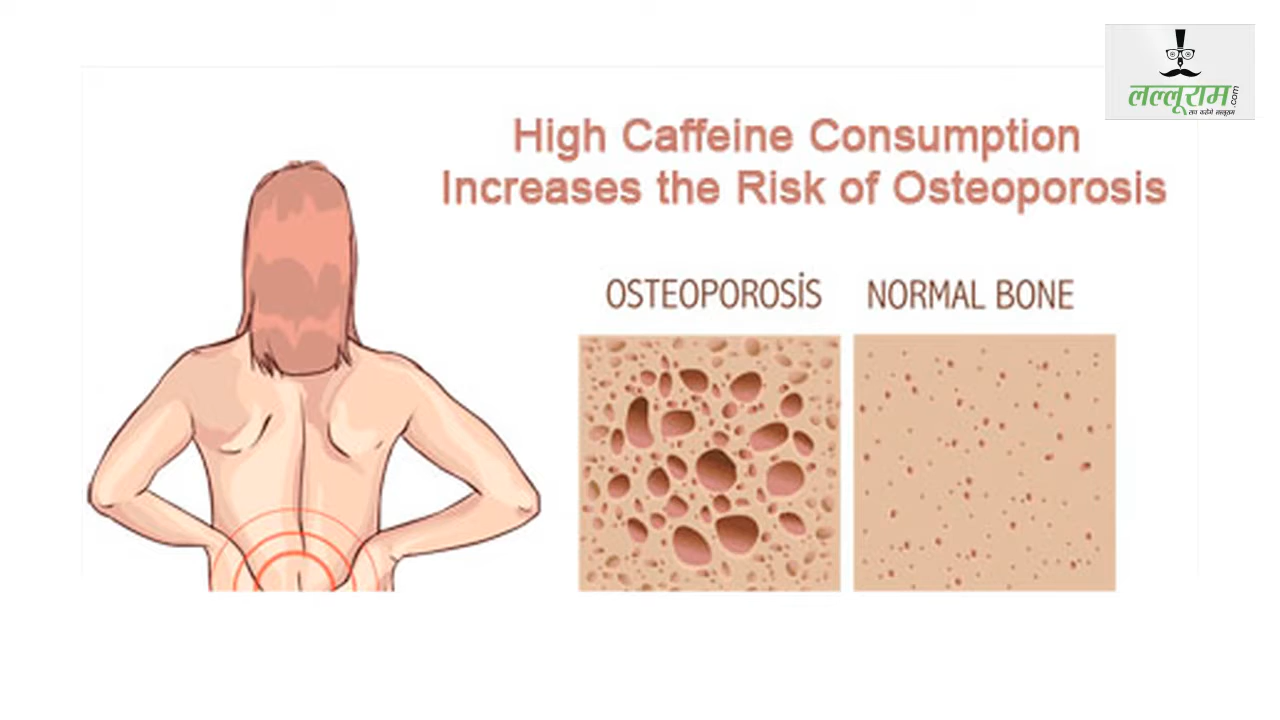 लल्लूराम.com
High Caffeine Consumption
Increases the Risk of Osteoporosis
OSTEOPOROSİS
NORMAL BONE